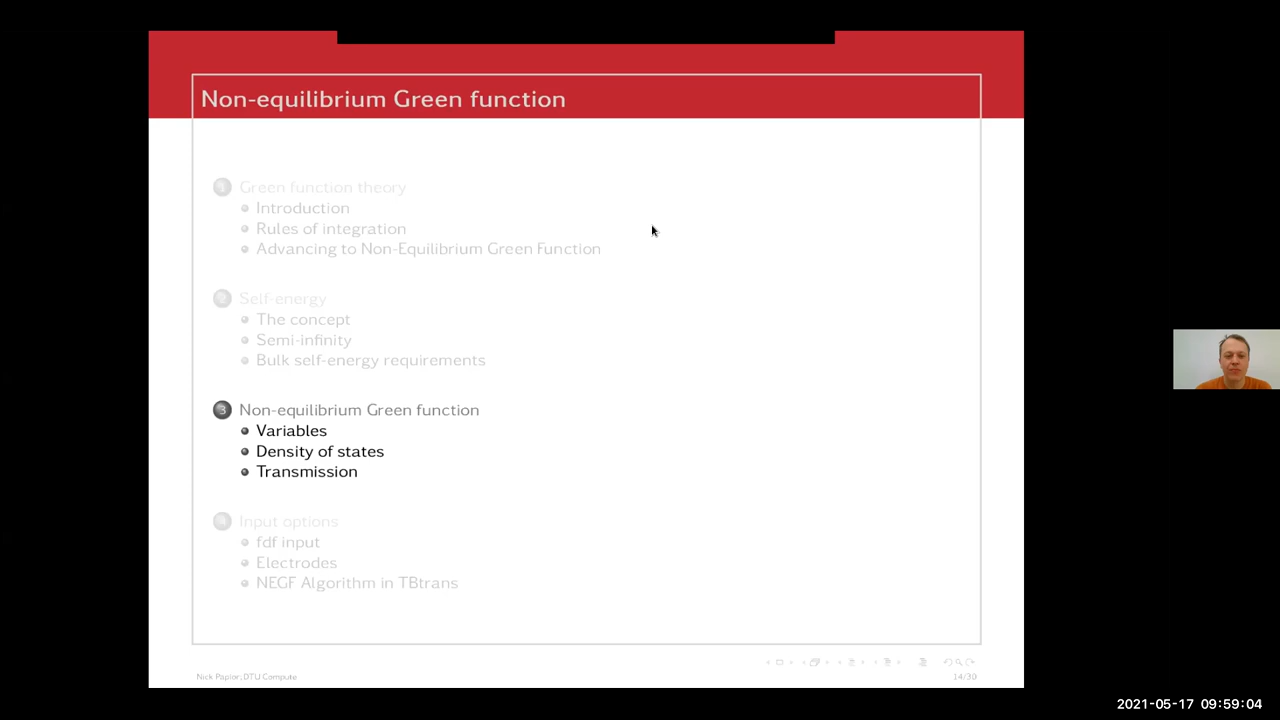 Non-equilibrium Green function
1 Green function theory
Introduction
Rules of integration
Advancing to Non-Equilibrium Green Function
2 Self-energy
The concept
Semi-infinity
Bulk self-energy requirements
3 Non-equilibrium Green function
Variables
Density of states
Transmission
4 Input options
fdf input
Electrodes
NEGF Algorithm in TBtrans
Nick Papior; DTU Compute
14/30
2021-05-17 09:59:04